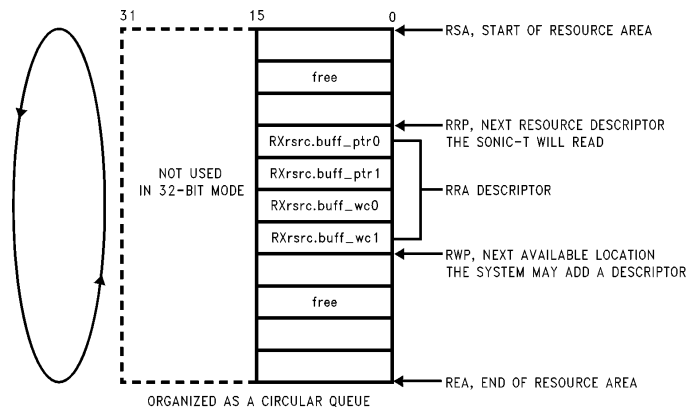 31 15 0
RSA, START OF RESOURCE AREA
free
RRP, NEXT RESOURCE DESCRIPTOR
THE SONIC-T WILL READ
RXrsrc.buff_ptr0
NOT USED
IN 32-BIT MODE
RXrsrc.buff_ptr1
RRA DESCRIPTOR
RXrsrc.buff_wc0
RXrsrc.buff_wc1
RWP, NEXT AVAILABLE LOCATION
THE SYSTEM MAY ADD A DESCRIPTOR
free
REA, END OF RESOURCE AREA
ORGANIZED AS A CIRCULAR QUEUE